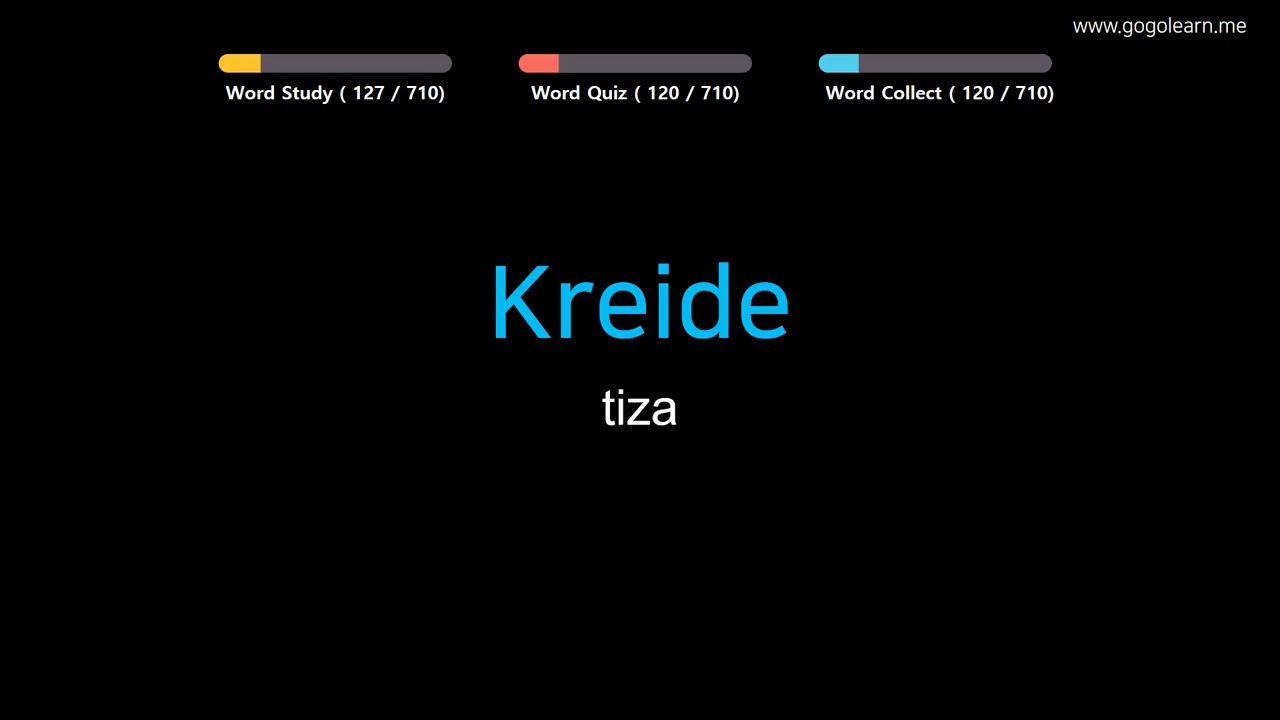 www.gogolearn.me
Word Study ( 127 / 710)
Word Quiz ( 120 / 710)
Word Collect ( 120 / 710)
Kreide
tiza